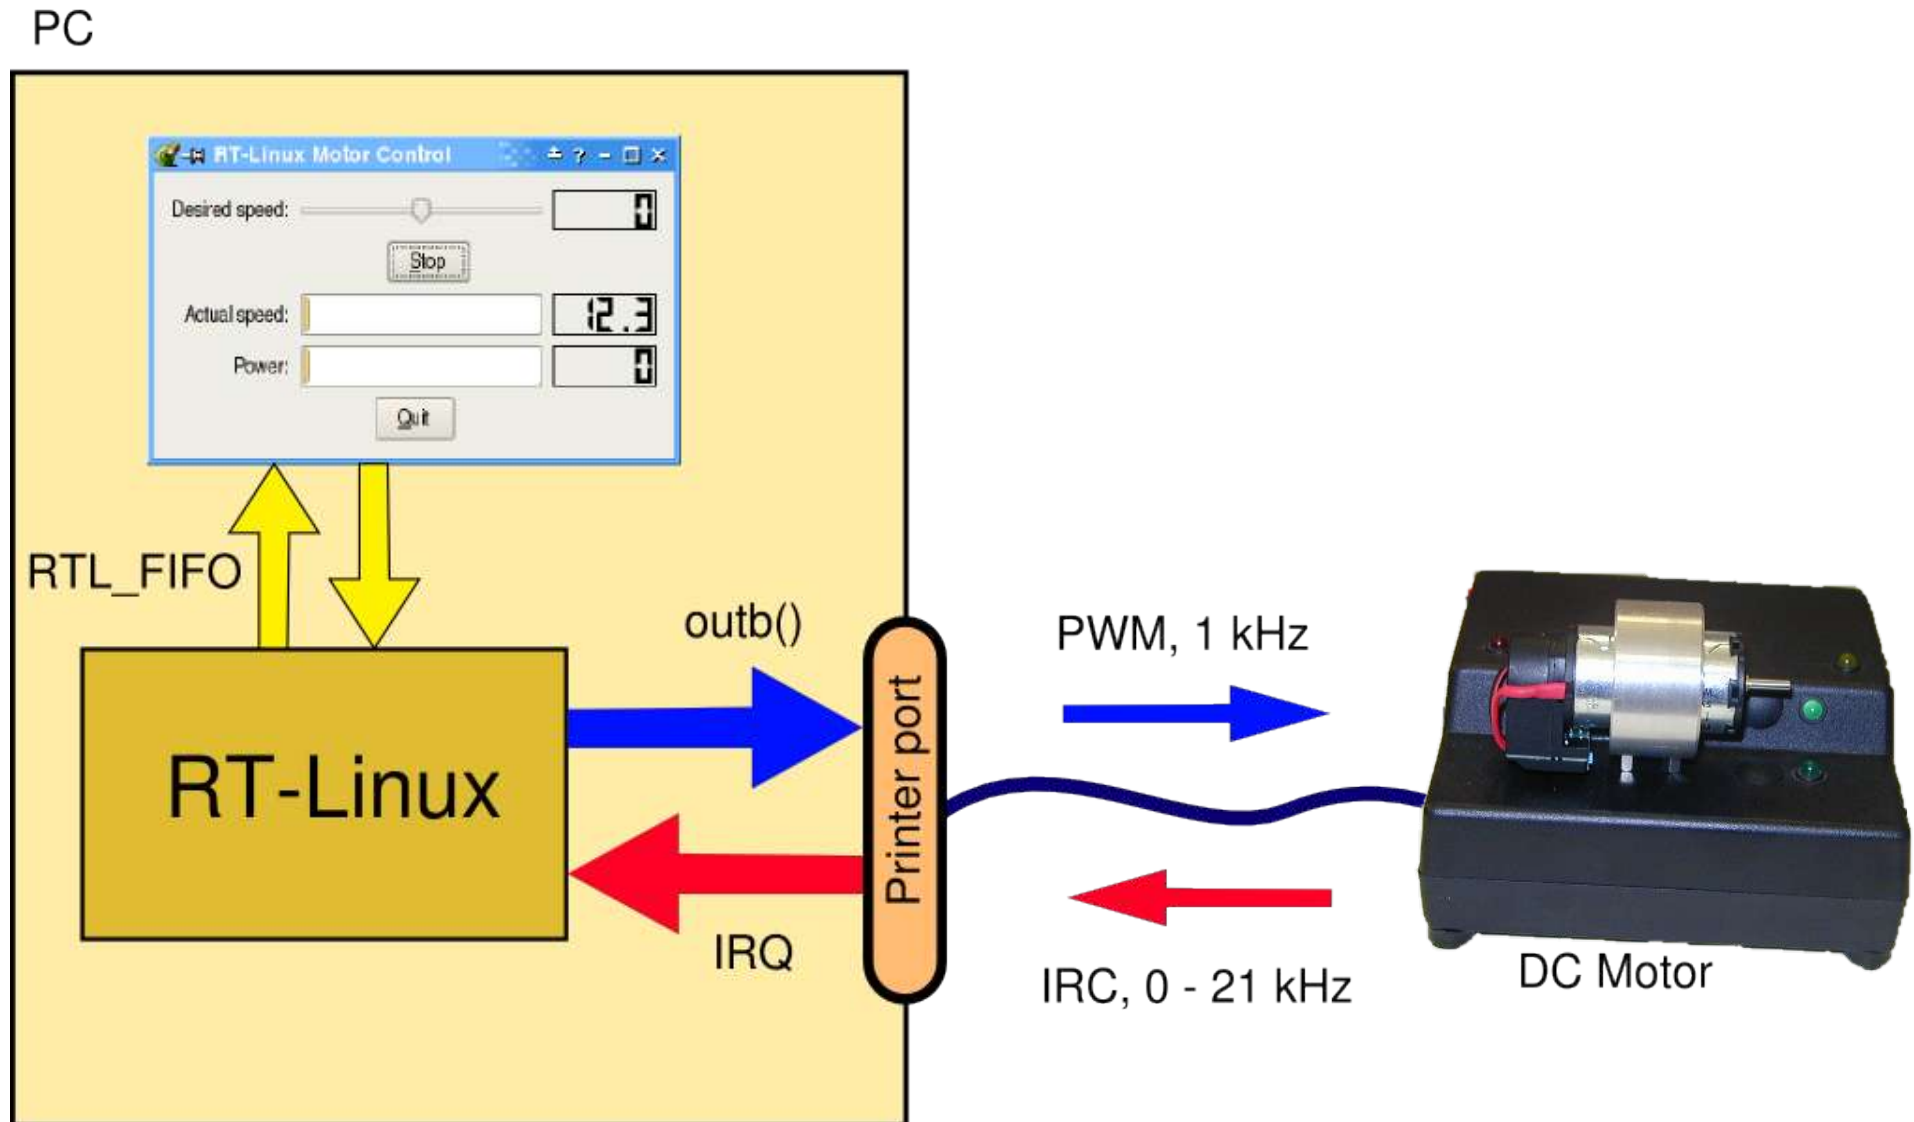 PC
RT-Linux Motor Control
Desired speed: 0
Stop
Actual speed: 12.3
Power: 0
Quit
RTL_FIFO
outb()
RT-Linux
Printer port
IRQ
PWM, 1 kHz
IRC, 0 - 21 kHz
DC Motor